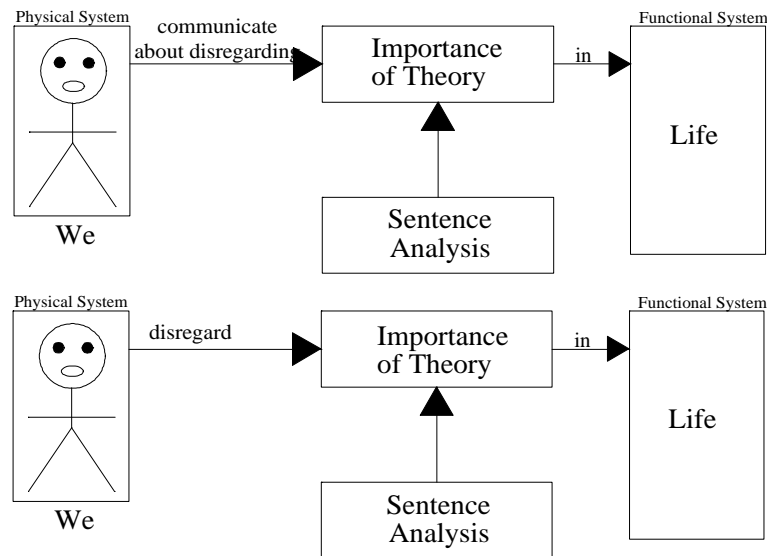 Physical System
communicate
about disregarding
Importance
of Theory
in
Functional System
Life
We
Sentence
Analysis
Physical System
disregard
Importance
of Theory
in
Functional System
Life
We
Sentence
Analysis